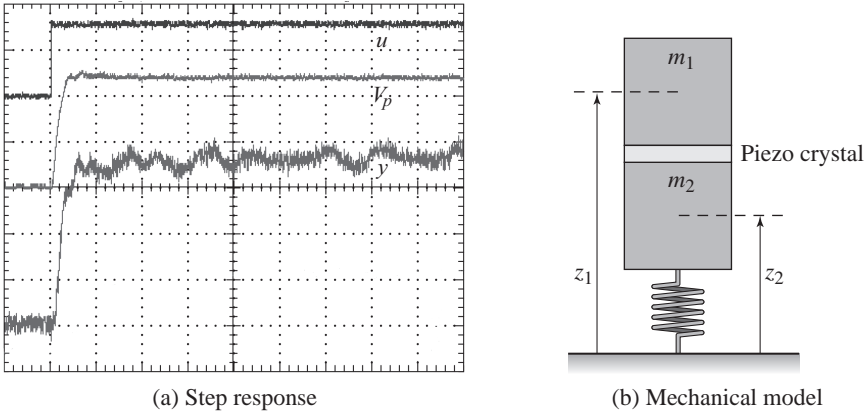 u
V_p
y
(a) Step response
m_1
Piezo crystal
m_2
z_1
z_2
(b) Mechanical model